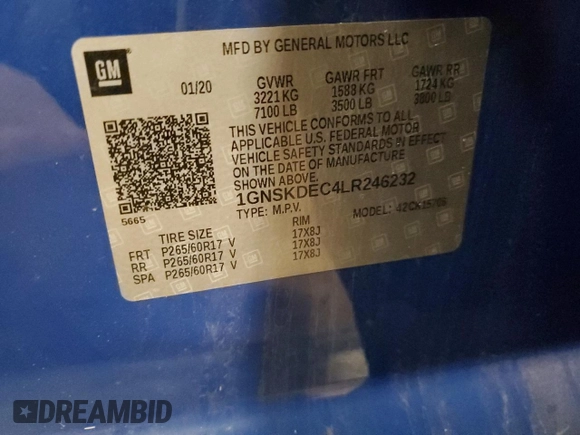 MFD BY GENERAL MOTORS LLC
GM
01/20
GVWR
3221 KG
7100 LB
GAWR FRT
1588 KG
3500 LB
GAWR RR
1724 KG
3800 LB
THIS VEHICLE CONFORMS TO ALL
APPLICABLE U.S. FEDERAL MOTOR
VEHICLE SAFETY STANDARDS IN EFFECT
ON THE DATE OF MANUFACTURE
SHOWN ABOVE.
1GNSKDEC4LR246232
TYPE: M.P.V. MODEL:
5665
TIRE SIZE RIM
FRT P265/60R17 V 17X8J
RR P265/60R17 V 17X8J
SPA P265/60R17 V 17X8J
DREAMBID